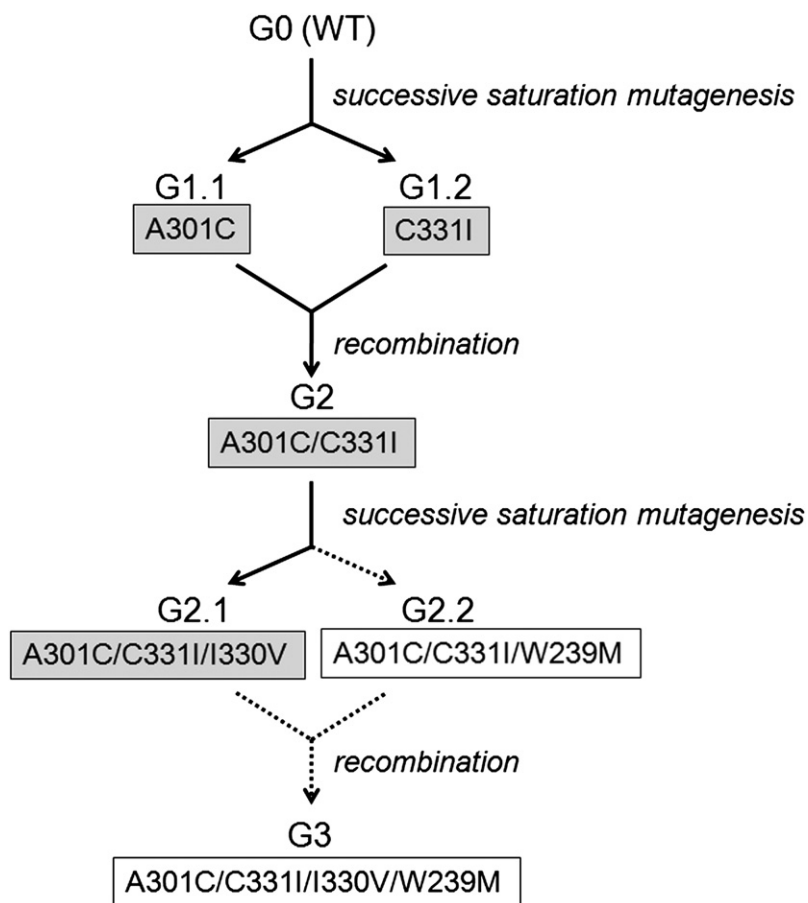 G0 (WT)
successive saturation mutagenesis
G1.1 G1.2
A301C C331I
recombination
G2
A301C/C331I
successive saturation mutagenesis
G2.1 G2.2
A301C/C331I/I330V A301C/C331I/W239M
recombination
G3
A301C/C331I/I330V/W239M